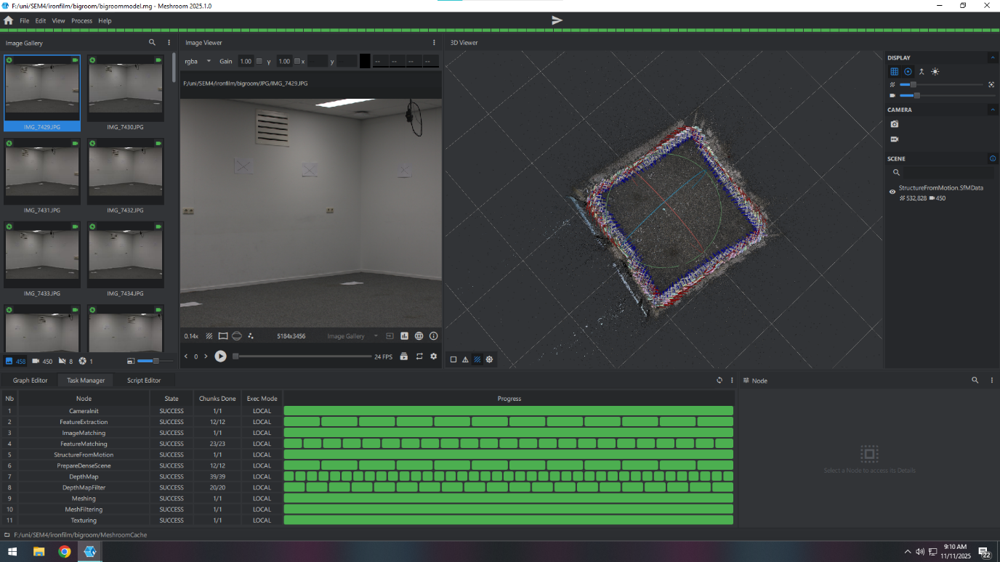 F:/uni/SEM4/ironfilm/bigroom/bigroommodel.mg - Meshroom 2025.1.0
File Edit View Process Help
Image Gallery
Image Viewer
3D Viewer
rgba Gain 1.00 γ 1.00 x y -- -- -- --
F:/uni/SEM4/ironfilm/bigroom/JPG/IMG_7429.JPG
IMG_7429.JPG IMG_7430.JPG
IMG_7431.JPG IMG_7432.JPG
IMG_7433.JPG IMG_7434.JPG
458 450 8 1
0.14x 5184x3456 Image Gallery
0 24 FPS
DISPLAY
CAMERA
SCENE
StructureFromMotion.SfMData
532,828 450
Graph Editor Task Manager Script Editor
Nb Node State Chunks Done Exec Mode Progress
1 CameraInit SUCCESS 1/1 LOCAL
2 FeatureExtraction SUCCESS 12/12 LOCAL
3 ImageMatching SUCCESS 1/1 LOCAL
4 FeatureMatching SUCCESS 23/23 LOCAL
5 StructureFromMotion SUCCESS 1/1 LOCAL
6 PrepareDenseScene SUCCESS 12/12 LOCAL
7 DepthMap SUCCESS 39/39 LOCAL
8 DepthMapFilter SUCCESS 20/20 LOCAL
9 Meshing SUCCESS 1/1 LOCAL
10 MeshFiltering SUCCESS 1/1 LOCAL
11 Texturing SUCCESS 1/1 LOCAL
Node
Select a Node to access its Details
F:/uni/SEM4/ironfilm/bigroom/MeshroomCache
9:10 AM
11/11/2025
22